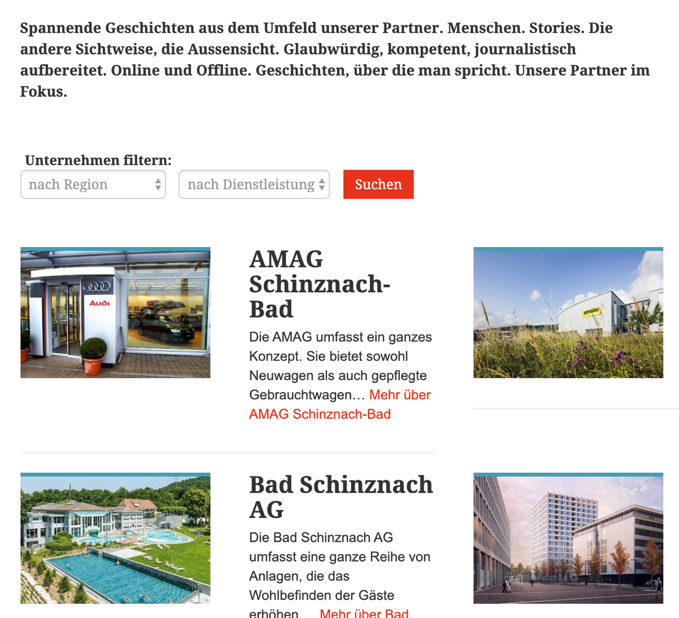 Spannende Geschichten aus dem Umfeld unserer Partner. Menschen. Stories. Die
andere Sichtweise, die Aussensicht. Glaubwürdig, kompetent, journalistisch
aufbereitet. Online und Offline. Geschichten, über die man spricht. Unsere Partner im
Fokus.
Unternehmen filtern:
nach Region
nach Dienstleistung
Suchen
Audi
AMAG
Schinznach-
Bad
Die AMAG umfasst ein ganzes
Konzept. Sie bietet sowohl
Neuwagen als auch gepflegte
Gebrauchtwagen… Mehr über
AMAG Schinznach-Bad
Bad Schinznach
AG
Die Bad Schinznach AG
umfasst eine ganze Reihe von
Anlagen, die das
Wohlbefinden der Gäste
erhöhen.… Mehr über Bad